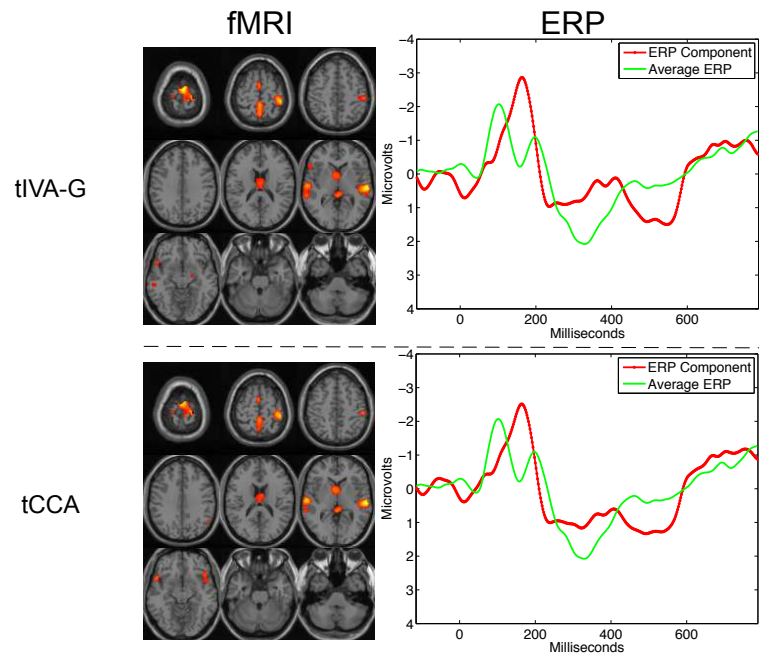 fMRI
ERP
tIVA-G
−4
−3
−2
−1
0
1
2
3
4
Microvolts
ERP Component
Average ERP
0
200
400
600
Milliseconds
tCCA
−4
−3
−2
−1
0
1
2
3
4
Microvolts
ERP Component
Average ERP
0
200
400
600
Milliseconds